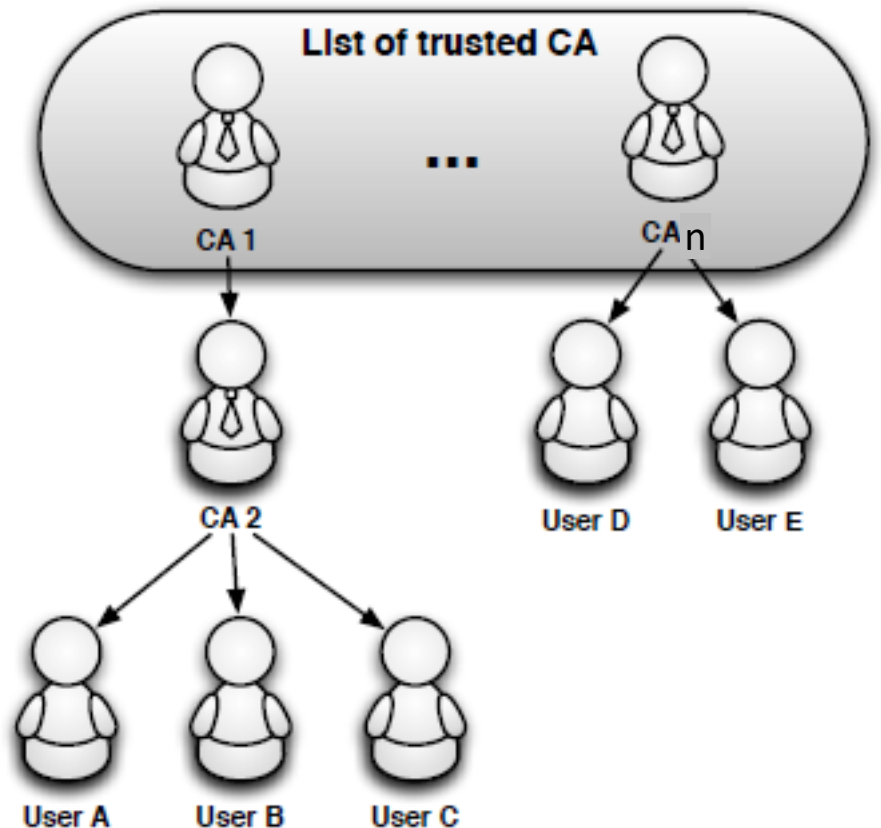 LIst of trusted CA
...
CA 1
CA n
CA 2
User D
User E
User A
User B
User C